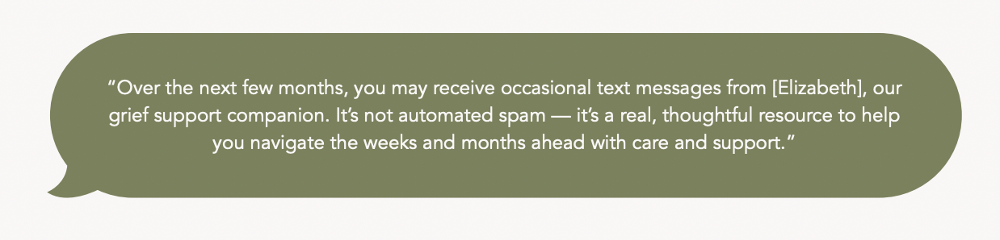 “Over the next few months, you may receive occasional text messages from [Elizabeth], our
grief support companion. It’s not automated spam — it’s a real, thoughtful resource to help
you navigate the weeks and months ahead with care and support.”